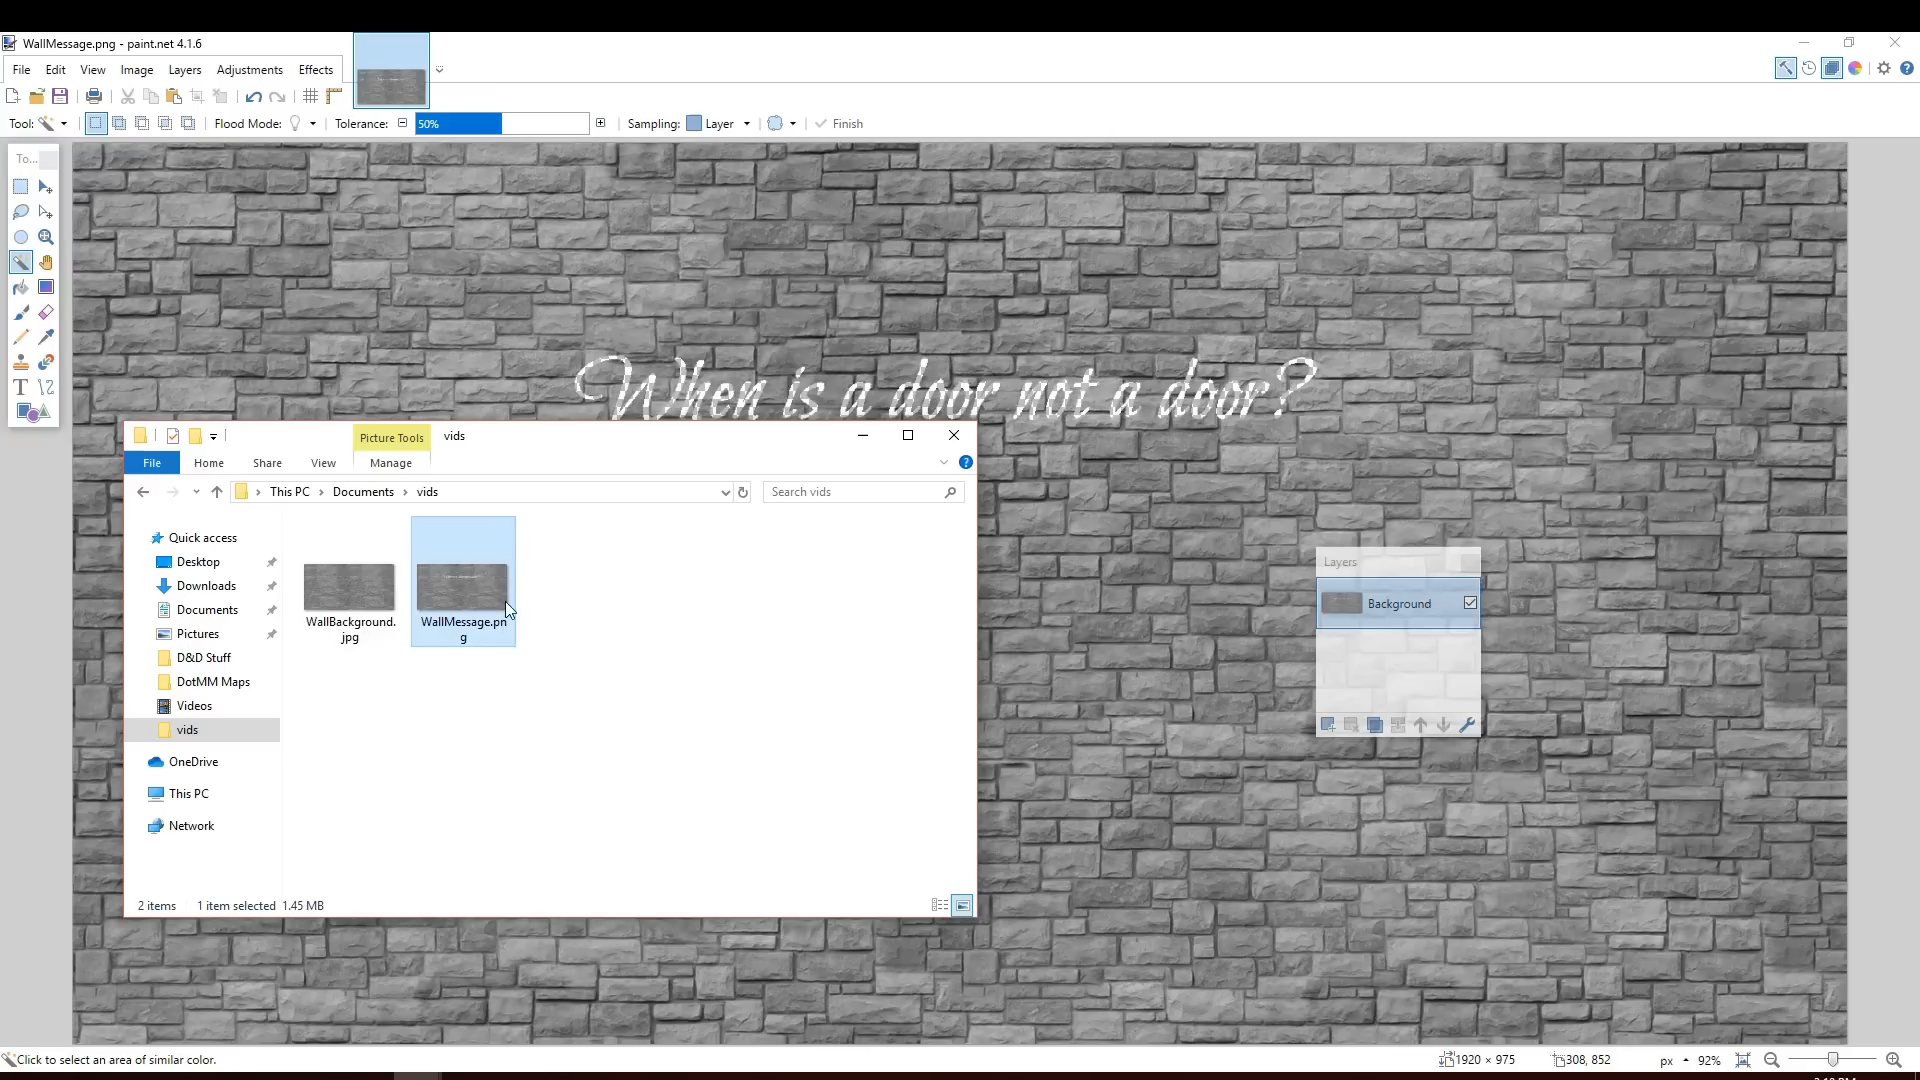 WallMessage.png - paint.net 4.1.6
File Edit View Image Layers Adjustments Effects
Tool: Flood Mode: Tolerance: 50% Sampling: Layer Finish
To...
When is a door not a door?
Picture Tools vids
File Home Share View Manage
This PC Documents vids Search vids
Quick access
Desktop
Downloads
Documents
Pictures
D&D Stuff
DotMM Maps
Videos
vids
OneDrive
This PC
Network
WallBackground.
jpg
WallMessage.pn
g
2 items 1 item selected 1.45 MB
Layers
Background
Click to select an area of similar color.
1920 × 975 308, 852 px 92%